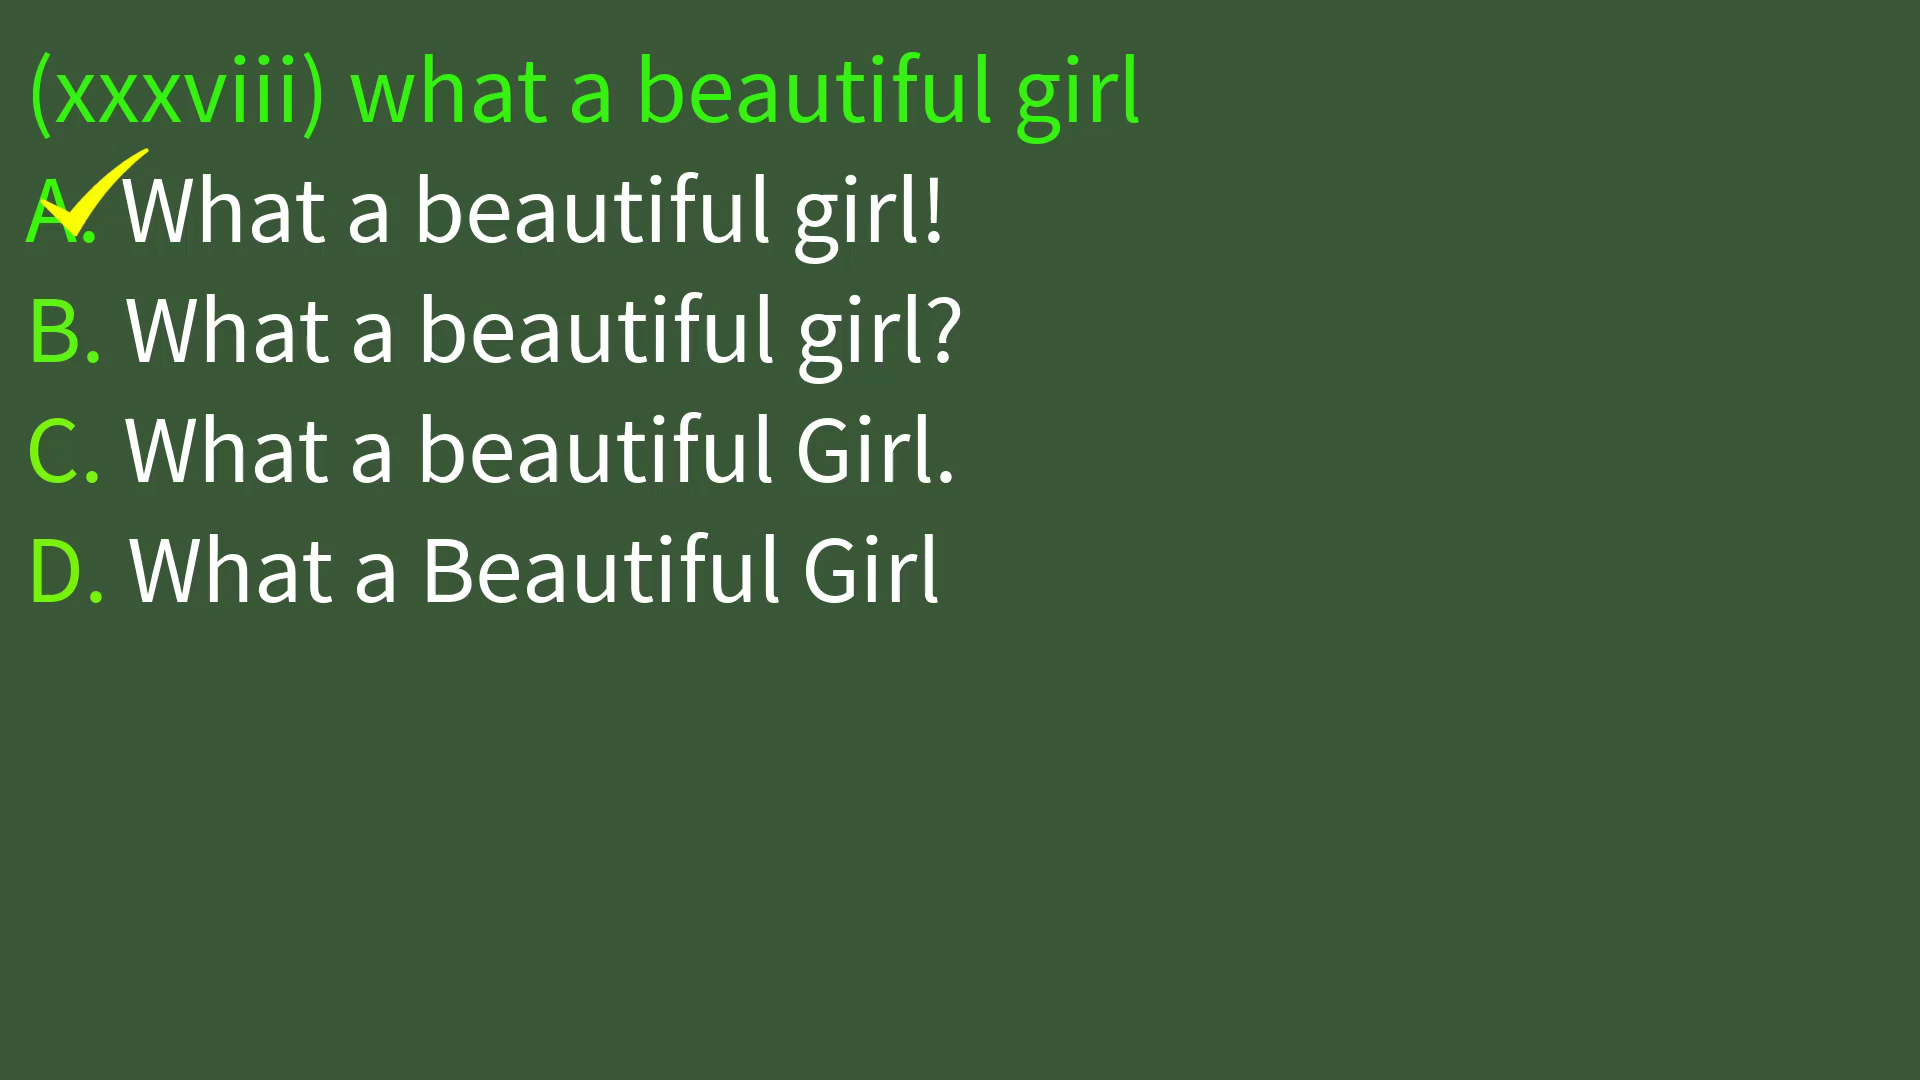 (xxxviii) what a beautiful girl
A. What a beautiful girl!
B. What a beautiful girl?
C. What a beautiful Girl.
D. What a Beautiful Girl